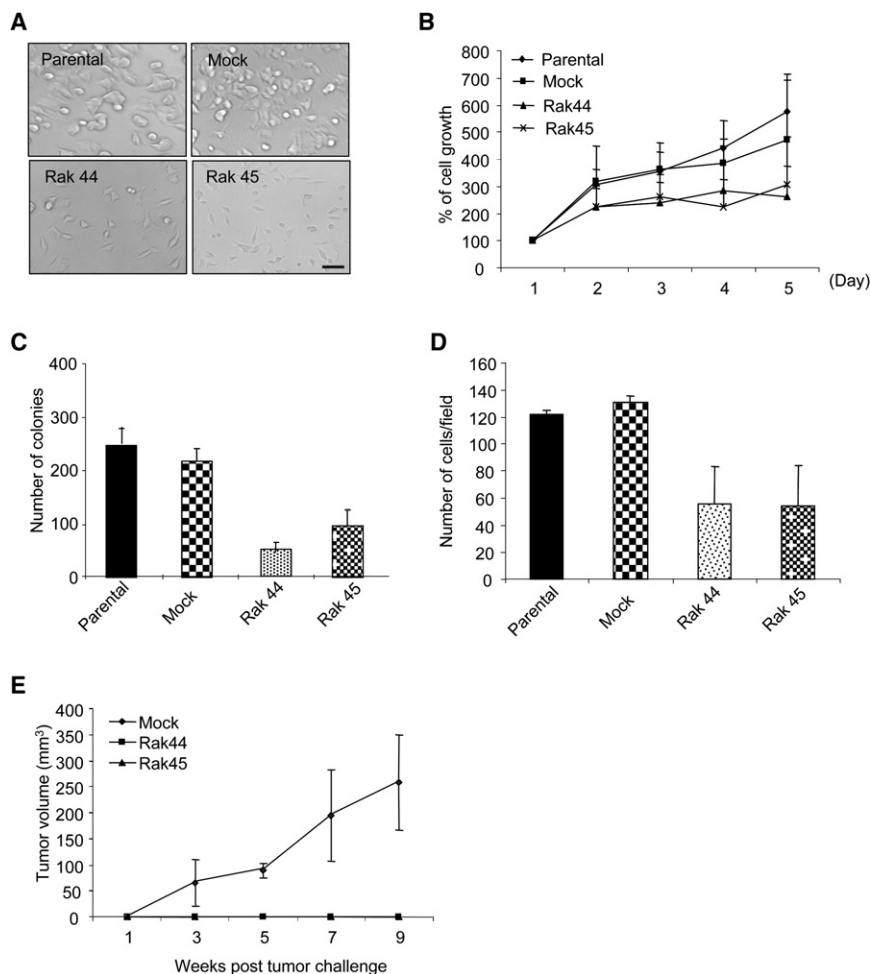 A
Parental
Mock
Rak 44
Rak 45
B
% of cell growth
800
700
600
500
400
300
200
100
0
Parental
Mock
Rak44
Rak45
1 2 3 4 5 (Day)
C
Number of colonies
400
300
200
100
0
Parental
Mock
Rak 44
Rak 45
D
Number of cells/field
160
140
120
100
80
60
40
20
0
Parental
Mock
Rak 44
Rak 45
E
Tumor volume (mm³)
400
350
300
250
200
150
100
50
0
Mock
Rak44
Rak45
1 3 5 7 9
Weeks post tumor challenge